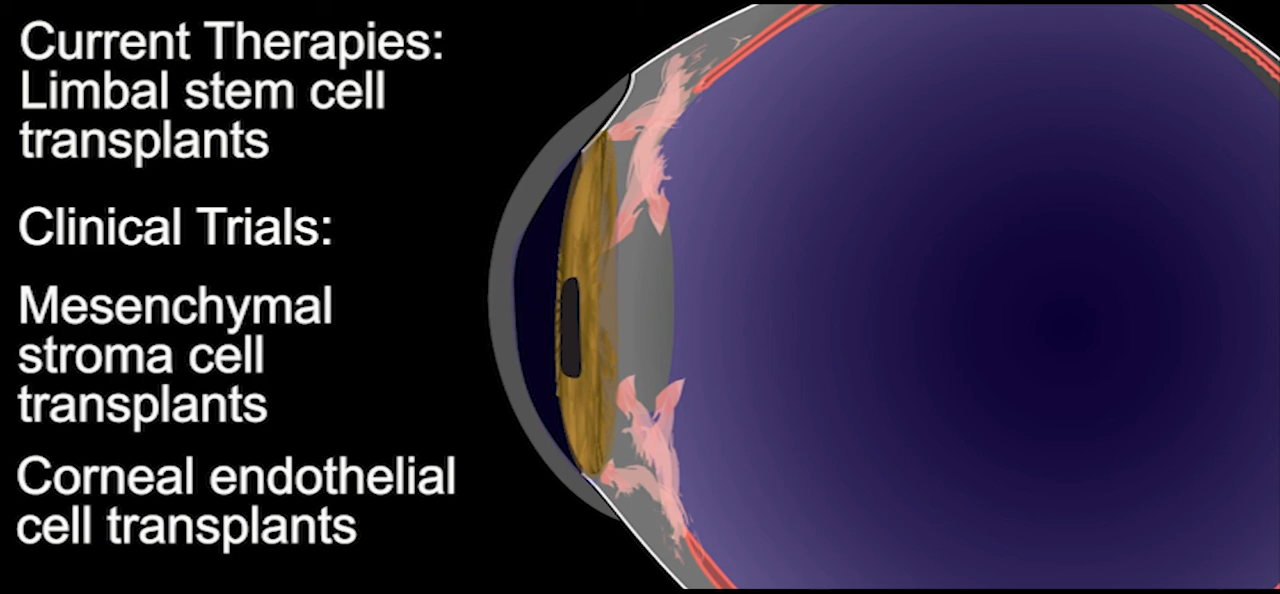 Current Therapies:
Limbal stem cell
transplants
Clinical Trials:
Mesenchymal
stroma cell
transplants
Corneal endothelial
cell transplants